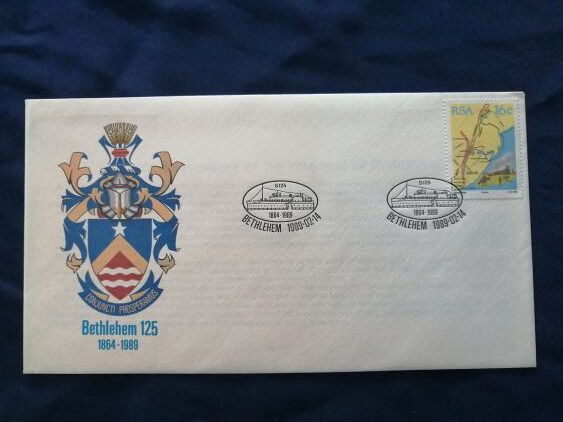 RSA 16c
CONJUNCTI PROSPERAMUS
Bethlehem 125
1864-1989
S125
1864-1989
BETHLEHEM 1989-02-14
S125
1864-1989
BETHLEHEM 1989-02-14